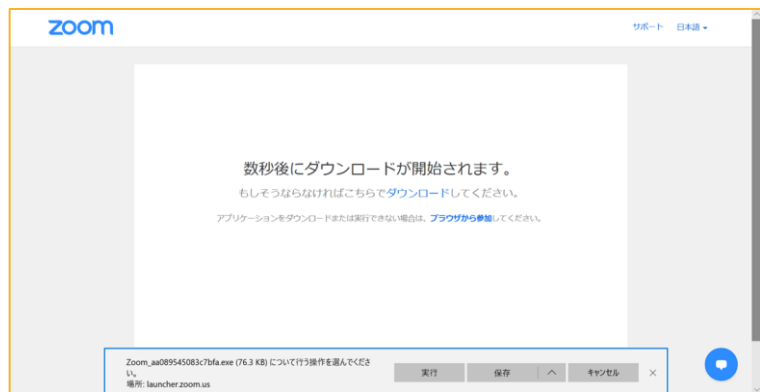 zoom
サポート 日本語
数秒後にダウンロードが開始されます。
もしそうならなければこちらでダウンロードしてください。
アプリケーションをダウンロードまたは実行できない場合は、ブラウザから参加してください。
Zoom_aa089545083c7bfa.exe (76.3 KB) について行う操作を選んでくださ
い。
場所: launcher.zoom.us
実行 保存 キャンセル